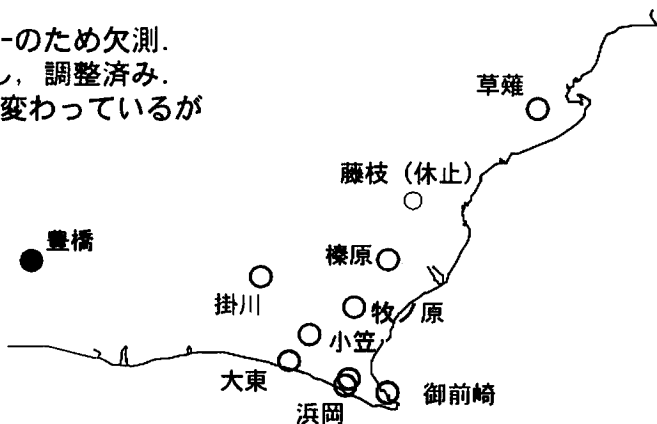 ーのため欠測.
し，調整済み.
変わっているが
草薙
藤枝（休止）
豊橋
榛原
掛川
牧ノ原
小笠
大東
御前崎
浜岡